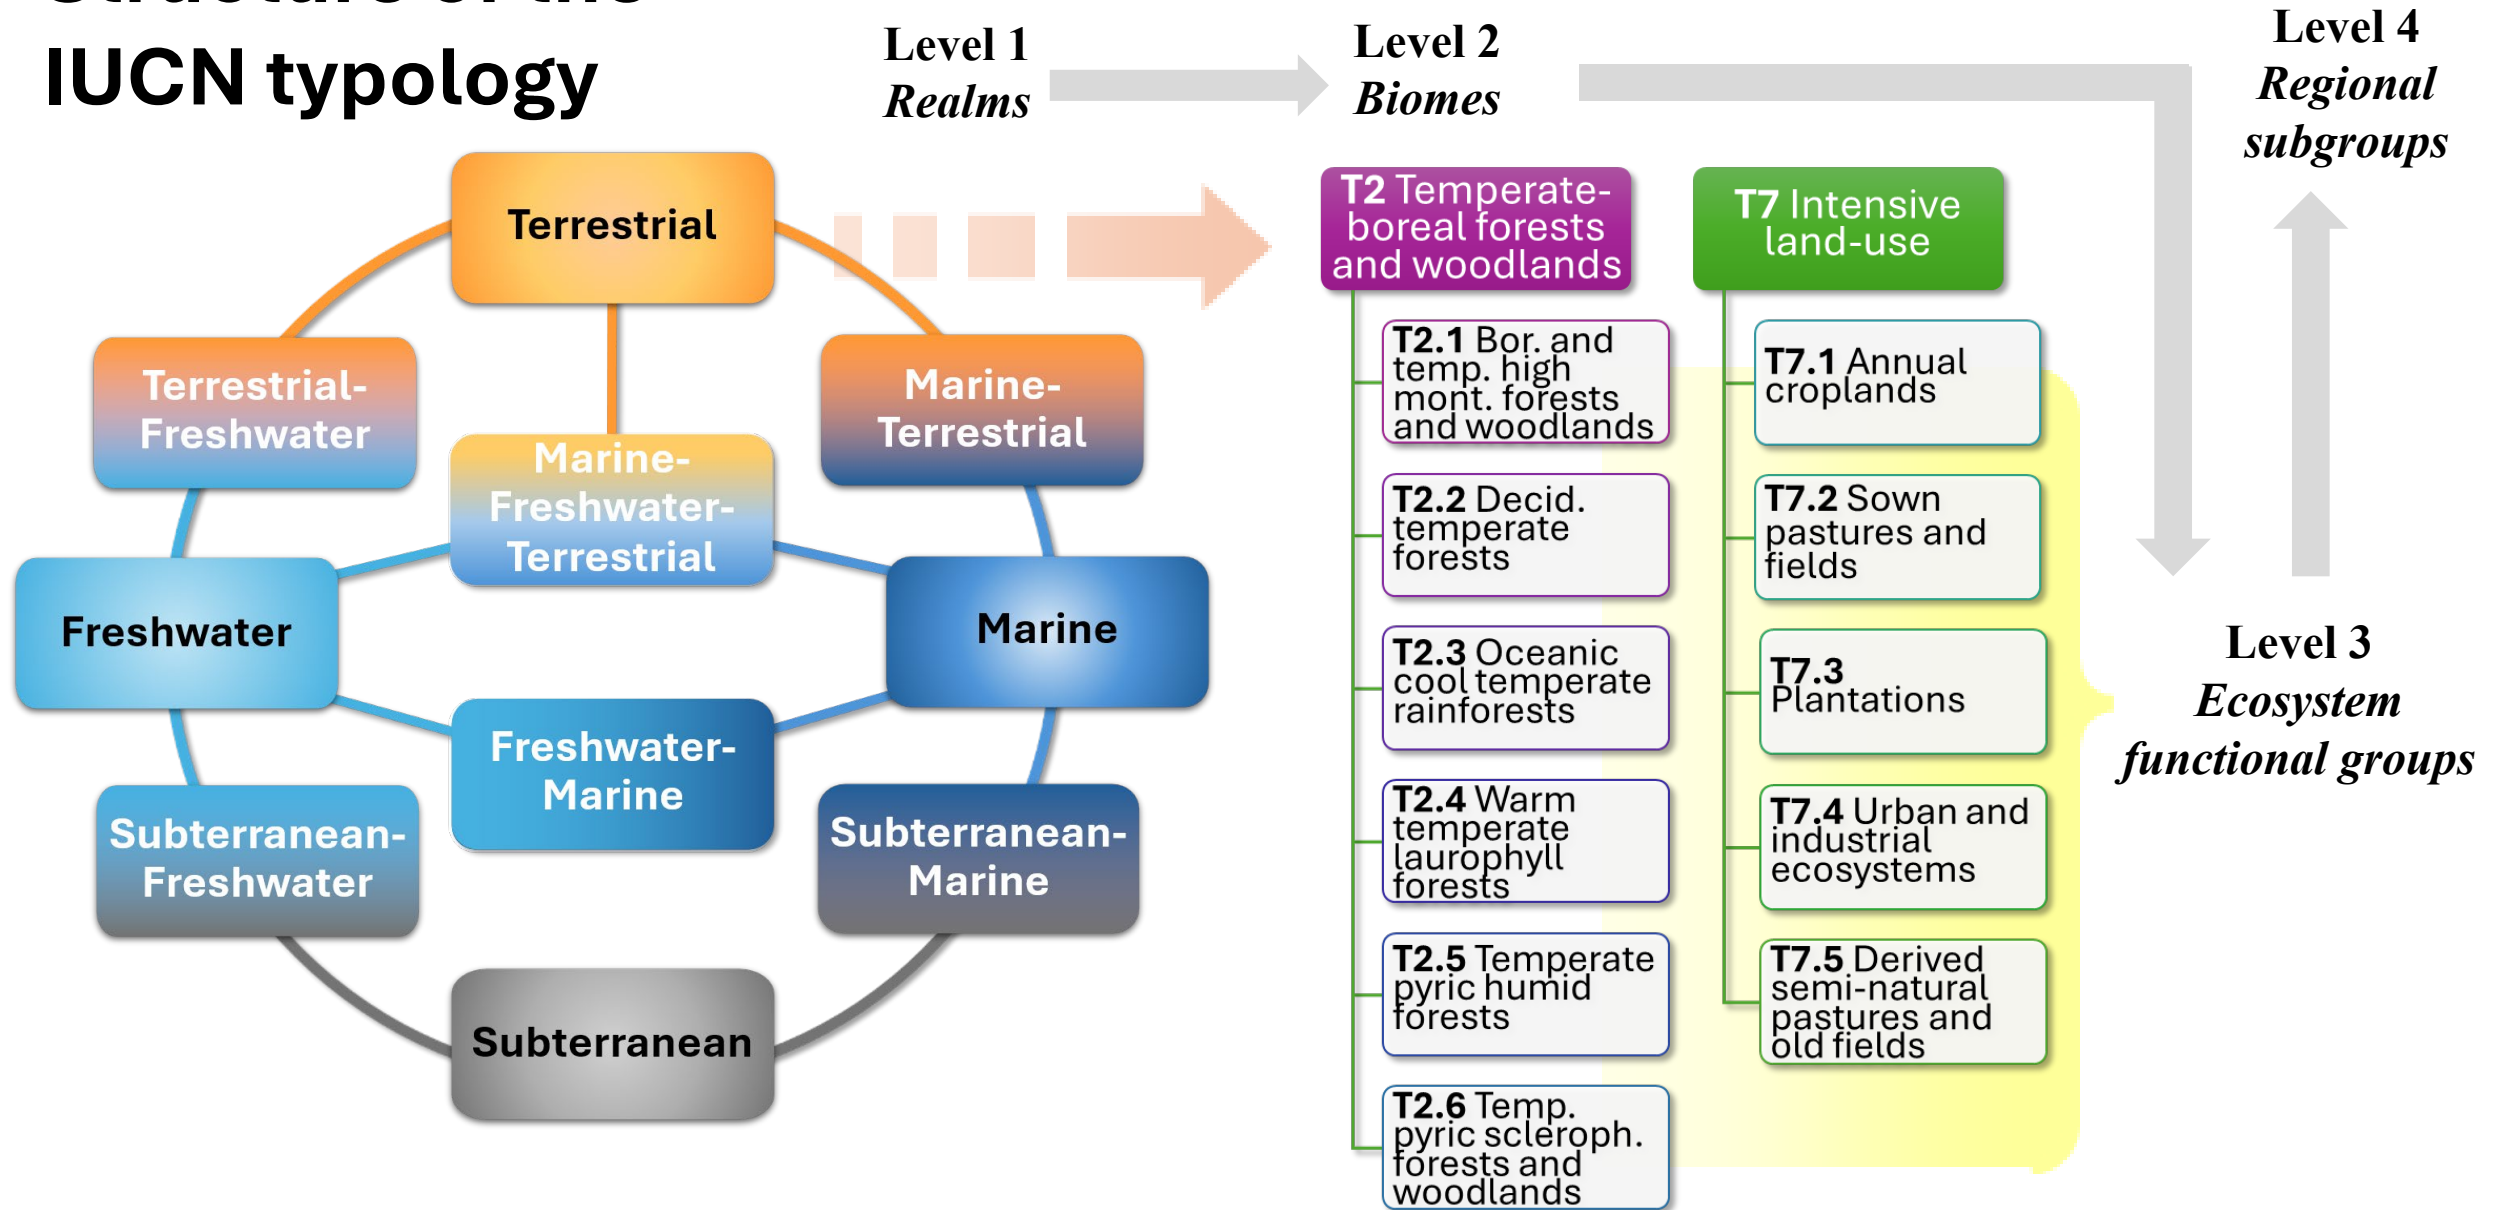 Structure of the
IUCN typology
Level 1
Realms
Level 2
Biomes
Level 4
Regional
subgroups
Terrestrial
Terrestrial-
Freshwater
Marine-
Terrestrial
Marine-
Freshwater-
Terrestrial
Freshwater
Marine
Freshwater-
Marine
Subterranean-
Freshwater
Subterranean-
Marine
Subterranean
T2 Temperate-
boreal forests
and woodlands
T2.1 Bor. and
temp. high
mont. forests
and woodlands
T2.2 Decid.
temperate
forests
T2.3 Oceanic
cool temperate
rainforests
T2.4 Warm
temperate
laurophyll
forests
T2.5 Temperate
pyric humid
forests
T2.6 Temp.
pyric scleroph.
forests and
woodlands
T7 Intensive
land-use
T7.1 Annual
croplands
T7.2 Sown
pastures and
fields
T7.3
Plantations
T7.4 Urban and
industrial
ecosystems
T7.5 Derived
semi-natural
pastures and
old fields
Level 3
Ecosystem
functional groups